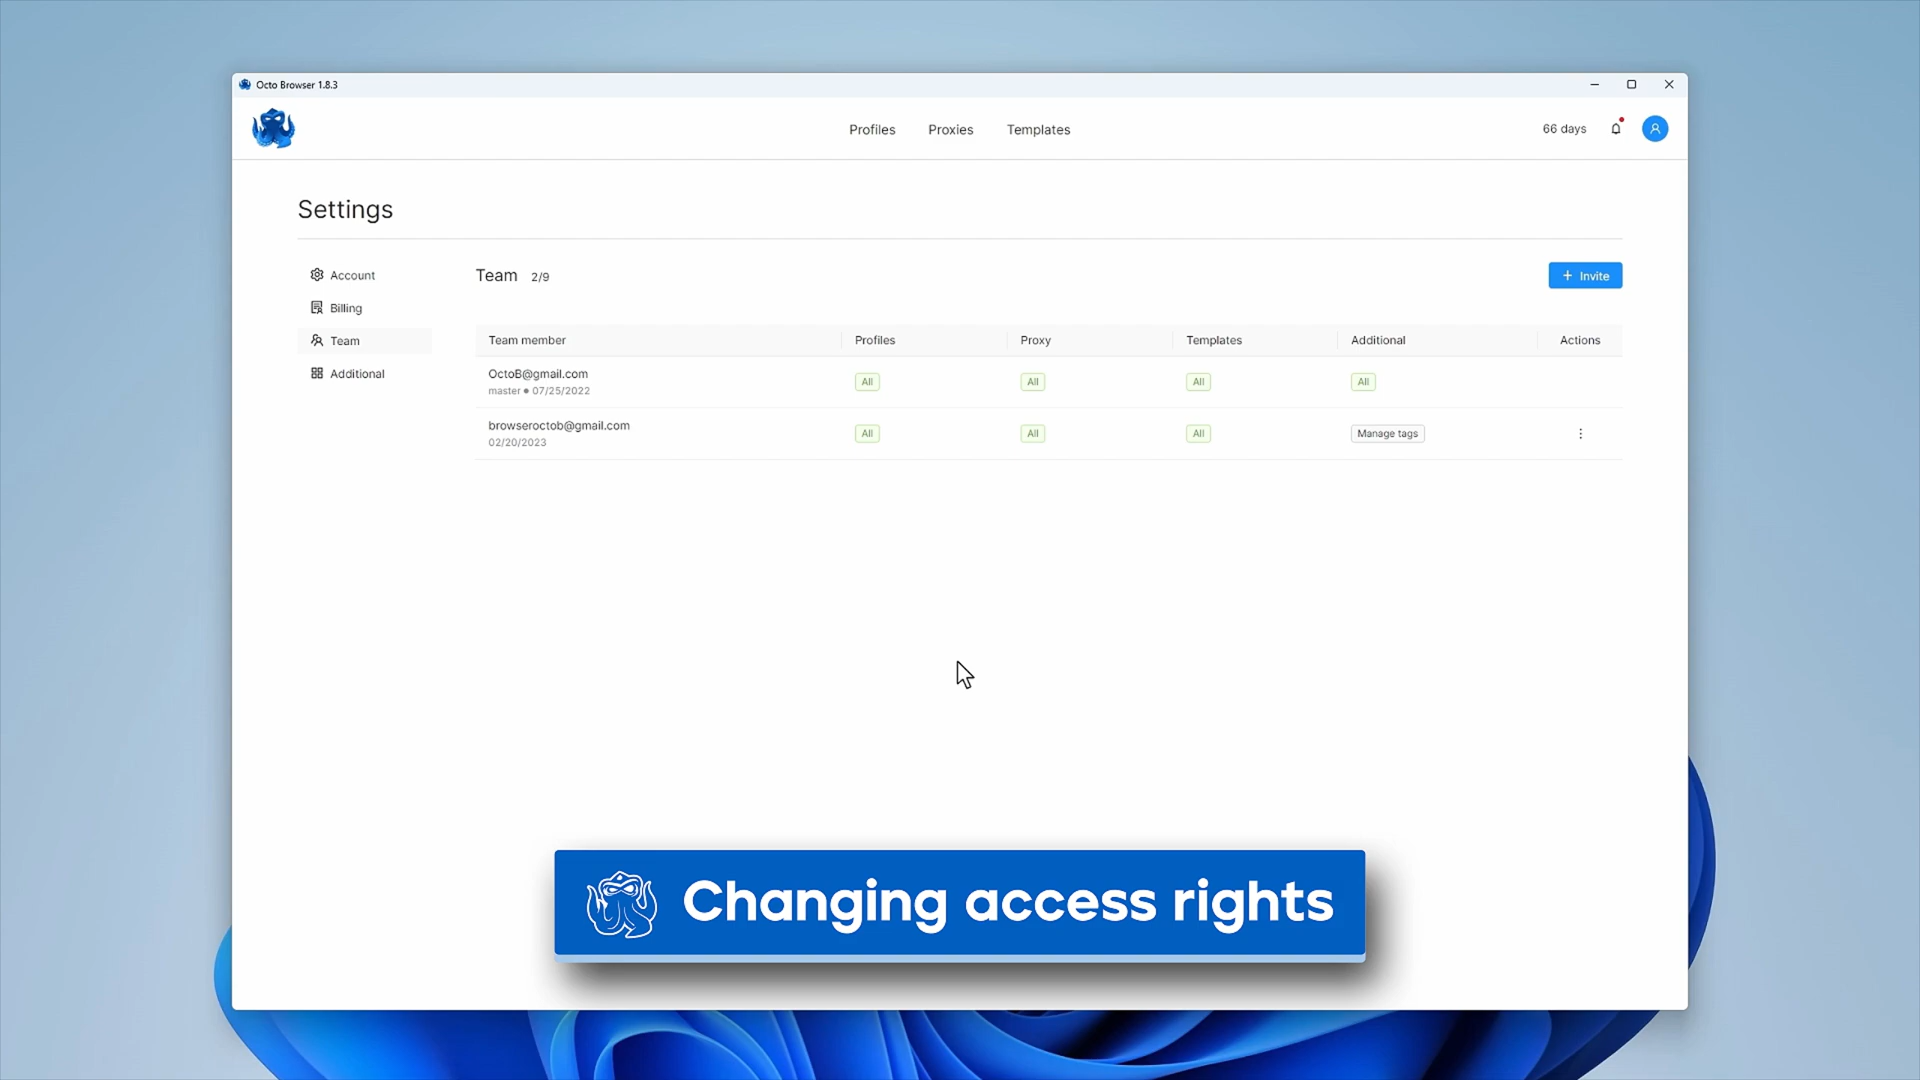 Octo Browser 1.8.3
Profiles Proxies Templates
66 days
Settings
Account
Billing
Team
Additional
Team 2/9
+ Invite
Team member Profiles Proxy Templates Additional Actions
OctoB@gmail.com
master • 07/25/2022
All All All All
browseroctob@gmail.com
02/20/2023
All All All Manage tags
Changing access rights